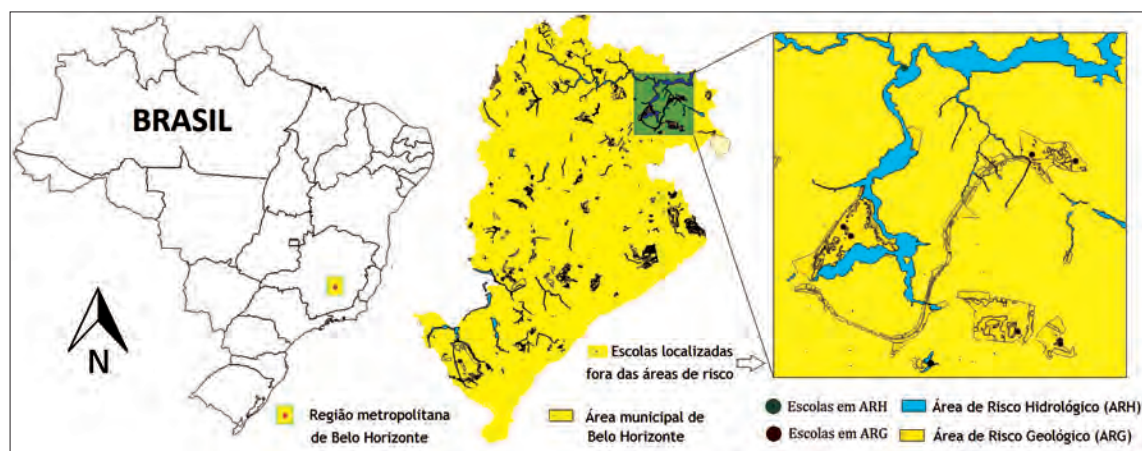 BRASIL
N
Região metropolitana
de Belo Horizonte
Área municipal de
Belo Horizonte
Escolas localizadas
fora das áreas de risco
Escolas em ARH
Escolas em ARG
Área de Risco Hidrológico (ARH)
Área de Risco Geológico (ARG)